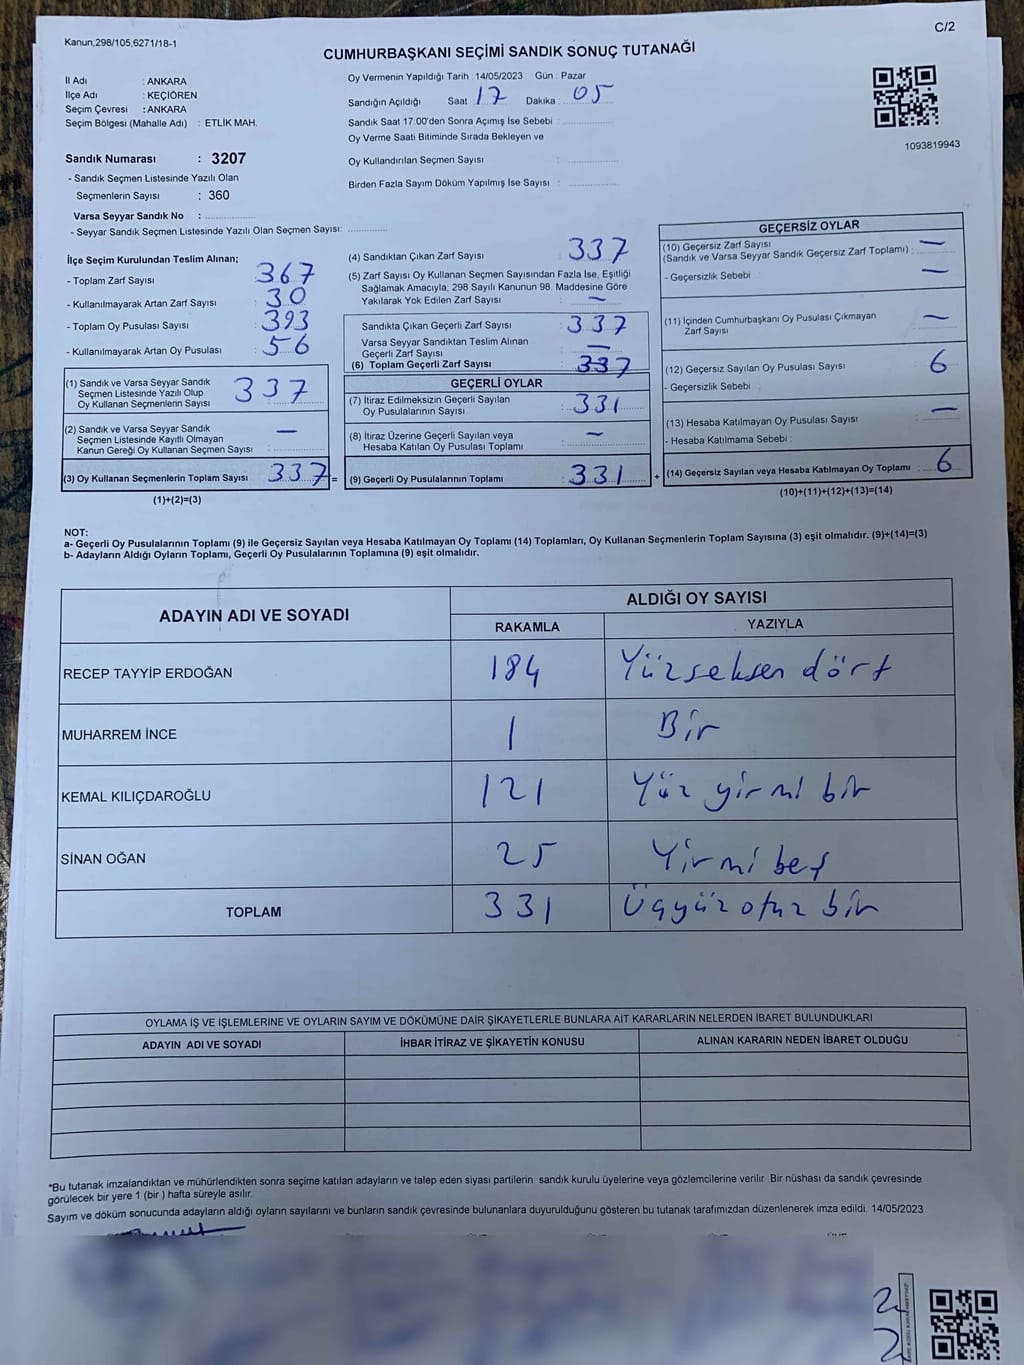 Kanun;298/105,6271/18-1
C/2
CUMHURBAŞKANI SEÇİMİ SANDIK SONUÇ TUTANAĞI
İl Adı : ANKARA
İlçe Adı : KEÇİÖREN
Seçim Çevresi : ANKARA
Seçim Bölgesi (Mahalle Adı) : ETLİK MAH.
Sandık Numarası : 3207
- Sandık Seçmen Listesinde Yazılı Olan
Seçmenlerin Sayısı : 360
Varsa Seyyar Sandık No : ................
- Seyyar Sandık Seçmen Listesinde Yazılı Olan Seçmen Sayısı: ............
Oy Vermenin Yapıldığı Tarih : 14/05/2023 Gün : Pazar
Sandığın Açıldığı Saat 17 Dakika 05
Sandık Saat 17:00'den Sonra Açımış İse Sebebi :
Oy Verme Saati Bitiminde Sırada Bekleyen ve
Oy Kullandırılan Seçmen Sayısı :
Birden Fazla Sayım Döküm Yapılmış İse Sayısı :
1093819943
İlçe Seçim Kurulundan Teslim Alınan;
- Toplam Zarf Sayısı : 367
- Kullanılmayarak Artan Zarf Sayısı : 30
- Toplam Oy Pusulası Sayısı : 393
- Kullanılmayarak Artan Oy Pusulası : 56
(1) Sandık ve Varsa Seyyar Sandık
Seçmen Listesinde Yazılı Olup
Oy Kullanan Seçmenlerin Sayısı 337
(2) Sandık ve Varsa Seyyar Sandık
Seçmen Listesinde Kayıtlı Olmayan
Kanun Gereği Oy Kullanan Seçmen Sayısı : —
(3) Oy Kullanan Seçmenlerin Toplam Sayısı : 337 =
(1)+(2)=(3)
(4) Sandıktan Çıkan Zarf Sayısı : 337
(5) Zarf Sayısı Oy Kullanan Seçmen Sayısından Fazla İse, Eşitliği
Sağlamak Amacıyla; 298 Sayılı Kanunun 98. Maddesine Göre
Yakılarak Yok Edilen Zarf Sayısı : —
Sandıkta Çıkan Geçerli Zarf Sayısı : 337
Varsa Seyyar Sandıktan Teslim Alınan
Geçerli Zarf Sayısı : —
(6) Toplam Geçerli Zarf Sayısı : 337
GEÇERLİ OYLAR
(7) İtiraz Edilmeksizin Geçerli Sayılan
Oy Pusulalarının Sayısı : 331
(8) İtiraz Üzerine Geçerli Sayılan veya
Hesaba Katılan Oy Pusulası Toplamı : —
(9) Geçerli Oy Pusulalarının Toplamı : 331 +
GEÇERSİZ OYLAR
(10) Geçersiz Zarf Sayısı
(Sandık ve Varsa Seyyar Sandık Geçersiz Zarf Toplamı) : —
- Geçersizlik Sebebi : —
(11) İçinden Cumhurbaşkanı Oy Pusulası Çıkmayan
Zarf Sayısı : —
(12) Geçersiz Sayılan Oy Pusulası Sayısı : 6
- Geçersizlik Sebebi :
(13) Hesaba Katılmayan Oy Pusulası Sayısı : —
- Hesaba Katılmama Sebebi :
(14) Geçersiz Sayılan veya Hesaba Katılmayan Oy Toplamı : 6
(10)+(11)+(12)+(13)=(14)
NOT:
a- Geçerli Oy Pusulalarının Toplamı (9) ile Geçersiz Sayılan veya Hesaba Katılmayan Oy Toplamı (14) Toplamları, Oy Kullanan Seçmenlerin Toplam Sayısına (3) eşit olmalıdır. (9)+(14)=(3)
b- Adayların Aldığı Oyların Toplamı, Geçerli Oy Pusulalarının Toplamına (9) eşit olmalıdır.
ADAYIN ADI VE SOYADI
ALDIĞI OY SAYISI
RAKAMLA YAZIYLA
RECEP TAYYİP ERDOĞAN 184 Yüzseksen dört
MUHARREM İNCE 1 Bir
KEMAL KILIÇDAROĞLU 121 Yüz yirmi bir
SİNAN OĞAN 25 Yirmi beş
TOPLAM 331 Üçyüz otuz bir
OYLAMA İŞ VE İŞLEMLERİNE VE OYLARIN SAYIM VE DÖKÜMÜNE DAİR ŞİKAYETLERLE BUNLARA AİT KARARLARIN NELERDEN İBARET BULUNDUKLARI
ADAYIN ADI VE SOYADI İHBAR İTİRAZ VE ŞİKAYETİN KONUSU ALINAN KARARIN NEDEN İBARET OLDUĞU
*Bu tutanak imzalandıktan ve mühürlendikten sonra seçime katılan adayların ve talep eden siyasi partilerin sandık kurulu üyelerine veya gözlemcilerine verilir. Bir nüshası da sandık çevresinde
görülecek bir yere 1 (bir ) hafta süreyle asılır.
Sayım ve döküm sonucunda adayların aldığı oyların sayılarını ve bunların sandık çevresinde bulunanlara duyurulduğunu gösteren bu tutanak tarafımızdan düzenlenerek imza edildi. 14/05/2023